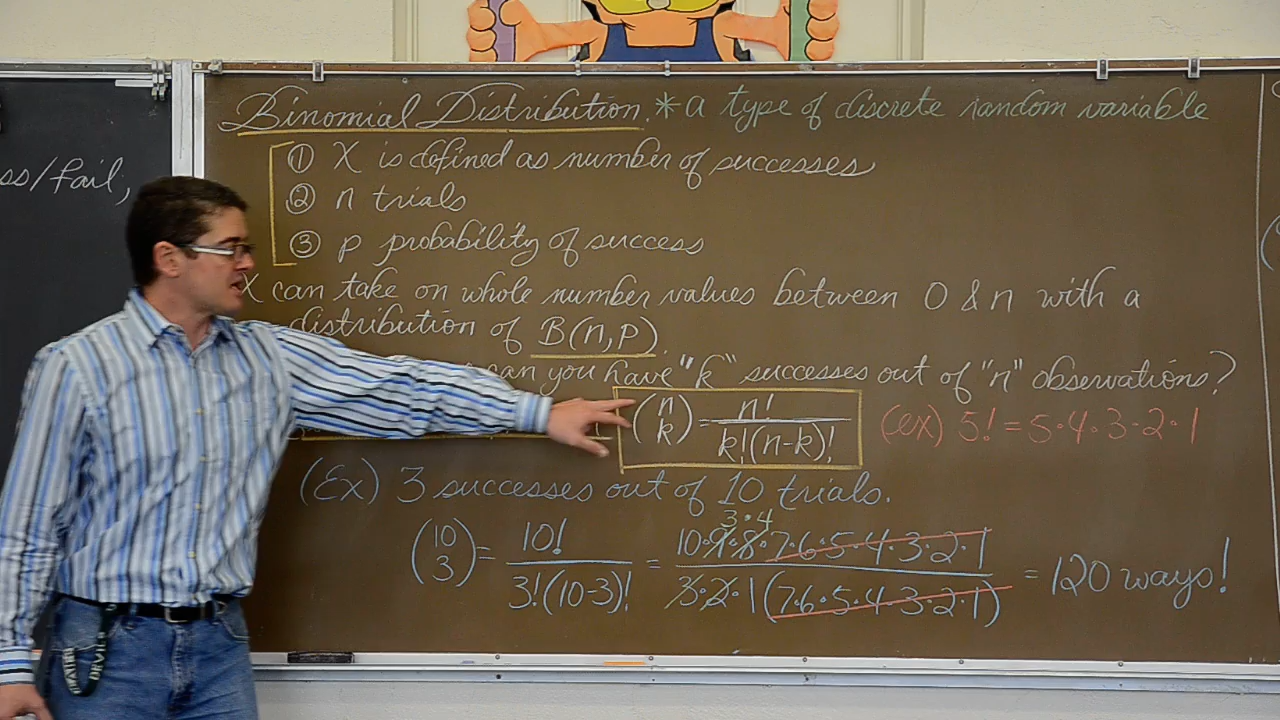 ss/fail,
Binomial Distribution. * a type of discrete random variable
① X is defined as number of successes
② n trials
③ p probability of success
X can take on whole number values between 0 & n with a
distribution of B(n,p).
can you have "k" successes out of "n" observations?
(n k) = n! / k!(n-k)! (ex) 5! = 5·4·3·2·1
(Ex) 3 successes out of 10 trials.
3·4
(10 3) = 10! / 3!(10-3)! = 10·9·8·7·6·5·4·3·2·1 / 3·2·1(7·6·5·4·3·2·1) = 120 ways!